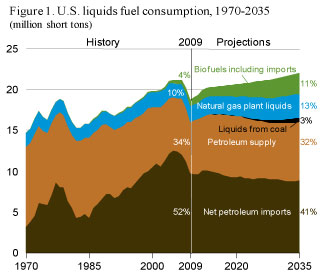 Figure 1. U.S. liquids fuel consumption, 1970-2035
(million short tons)
25
History
2009
Projections
20
15
10
5
0
4%
Biofuels including imports
11%
10%
Natural gas plant liquids
13%
Liquids from coal
3%
34%
Petroleum supply
32%
52%
Net petroleum imports
41%
1970
1985
2000
2009
2020
2035